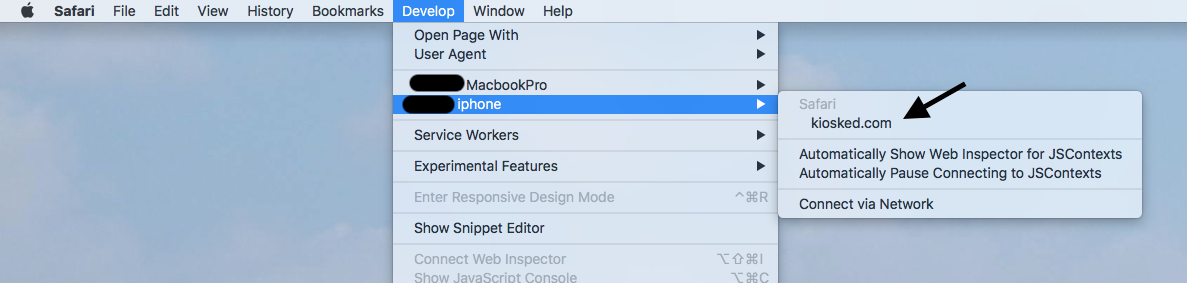 Safari File Edit View History Bookmarks Develop Window Help
Open Page With
User Agent
MacbookPro
iphone
Safari
kiosked.com
Service Workers
Automatically Show Web Inspector for JSContexts
Experimental Features
Automatically Pause Connecting to JSContexts
Enter Responsive Design Mode ^⌘R
Connect via Network
Show Snippet Editor
Connect Web Inspector ⌥⇧⌘I
Show JavaScript Console ⌥⌘C